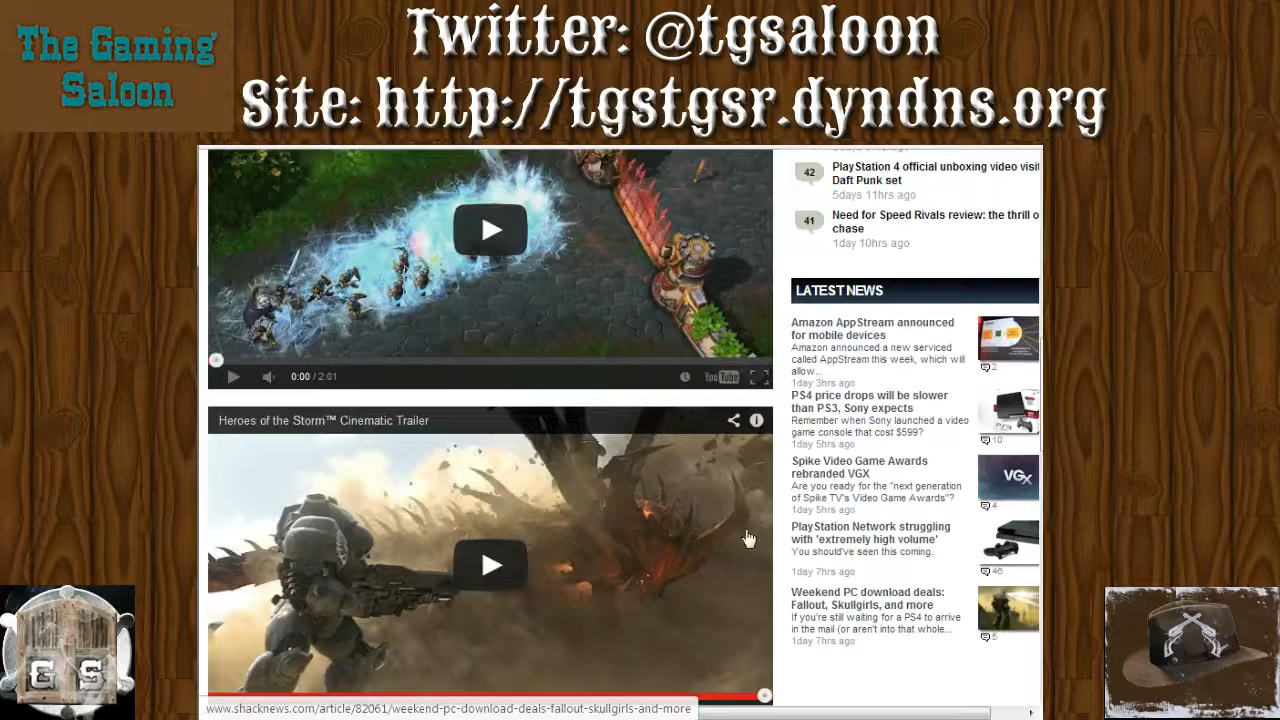 The Gaming
Saloon
Twitter: @tgsaloon
Site: http://tgstgsr.dyndns.org
42
PlayStation 4 official unboxing video visit
Daft Punk set
5days 11hrs ago
41
Need for Speed Rivals review: the thrill o
chase
1day 10hrs ago
0:00 / 2:01
YouTube
LATEST NEWS
Amazon AppStream announced
for mobile devices
Amazon announced a new serviced
called AppStream this week, which will
allow...
1day 3hrs ago
2
PS4 price drops will be slower
than PS3, Sony expects
Remember when Sony launched a video
game console that cost $599?
1day 5hrs ago
10
Spike Video Game Awards
rebranded VGX
Are you ready for the "next generation
of Spike TV's Video Game Awards"?
1day 5hrs ago
VGX
4
PlayStation Network struggling
with 'extremely high volume'
You should've seen this coming.
1day 7hrs ago
46
Weekend PC download deals:
Fallout, Skullgirls, and more
If you're still waiting for a PS4 to arrive
in the mail (or aren't into that whole...
1day 7hrs ago
5
Heroes of the Storm™ Cinematic Trailer
www.shacknews.com/article/82061/weekend-pc-download-deals-fallout-skullgirls-and-more
G S